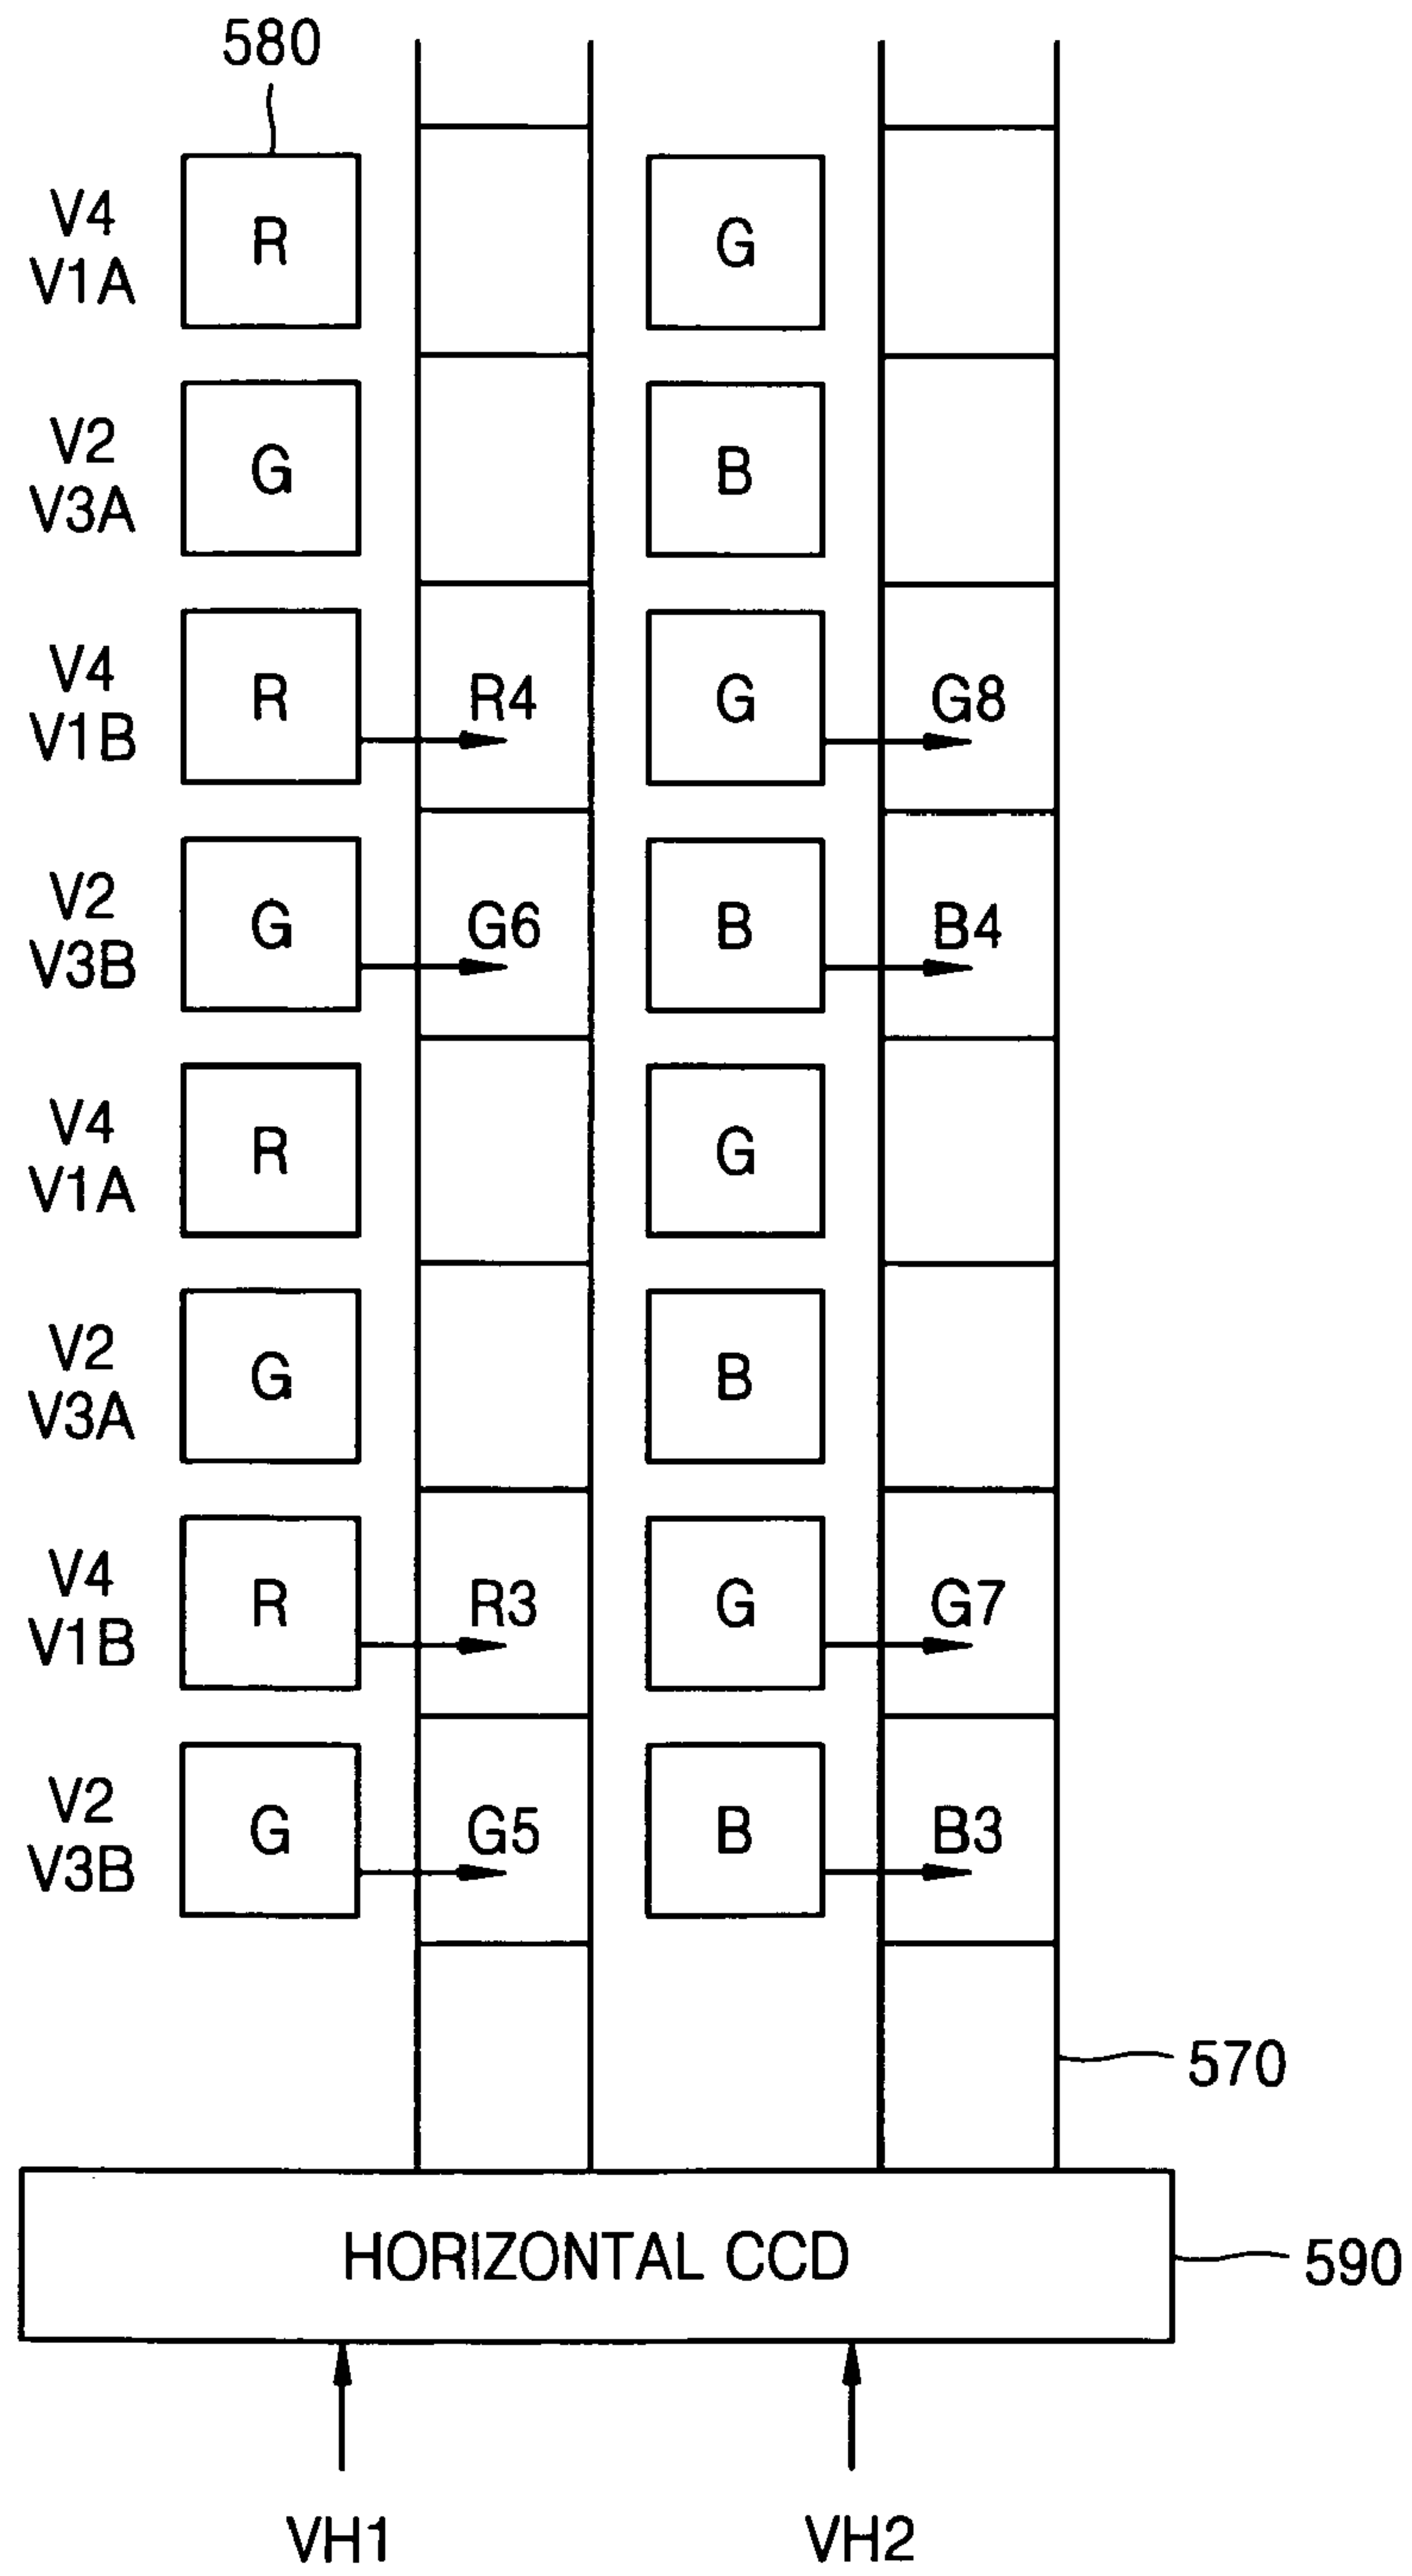 580
V4
V1A
R
G
V2
V3A
G
B
V4
V1B
R
R4
G
G8
V2
V3B
G
G6
B
B4
V4
V1A
R
G
V2
V3A
G
B
V4
V1B
R
R3
G
G7
V2
V3B
G
G5
B
B3
570
HORIZONTAL CCD
590
VH1
VH2